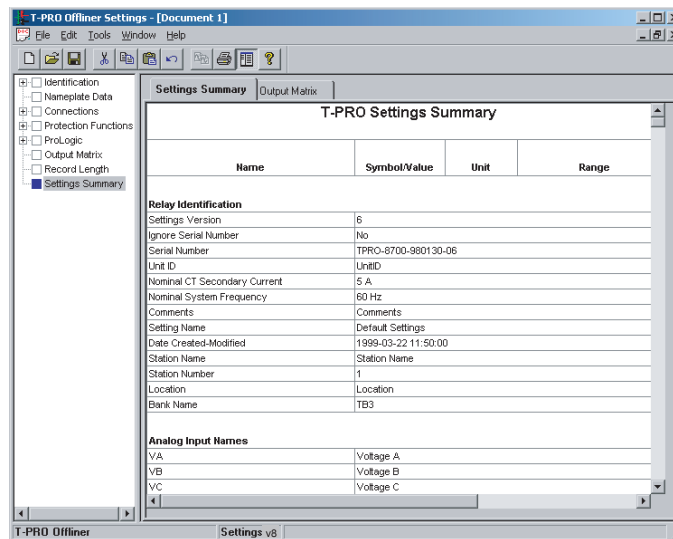 T-PRO Offliner Settings - [Document 1]
File Edit Tools Window Help
Identification
Nameplate Data
Connections
Protection Functions
ProLogic
Output Matrix
Record Length
Settings Summary
Settings Summary Output Matrix
T-PRO Settings Summary
Name Symbol/Value Unit Range
Relay Identification
Settings Version 6
Ignore Serial Number No
Serial Number TPRO-8700-980130-06
Unit ID UnitID
Nominal CT Secondary Current 5 A
Nominal System Frequency 60 Hz
Comments Comments
Setting Name Default Settings
Date Created-Modified 1999-03-22 11:50:00
Station Name Station Name
Station Number 1
Location Location
Bank Name TB3
Analog Input Names
VA Voltage A
VB Voltage B
VC Voltage C
T-PRO Offliner Settings v8